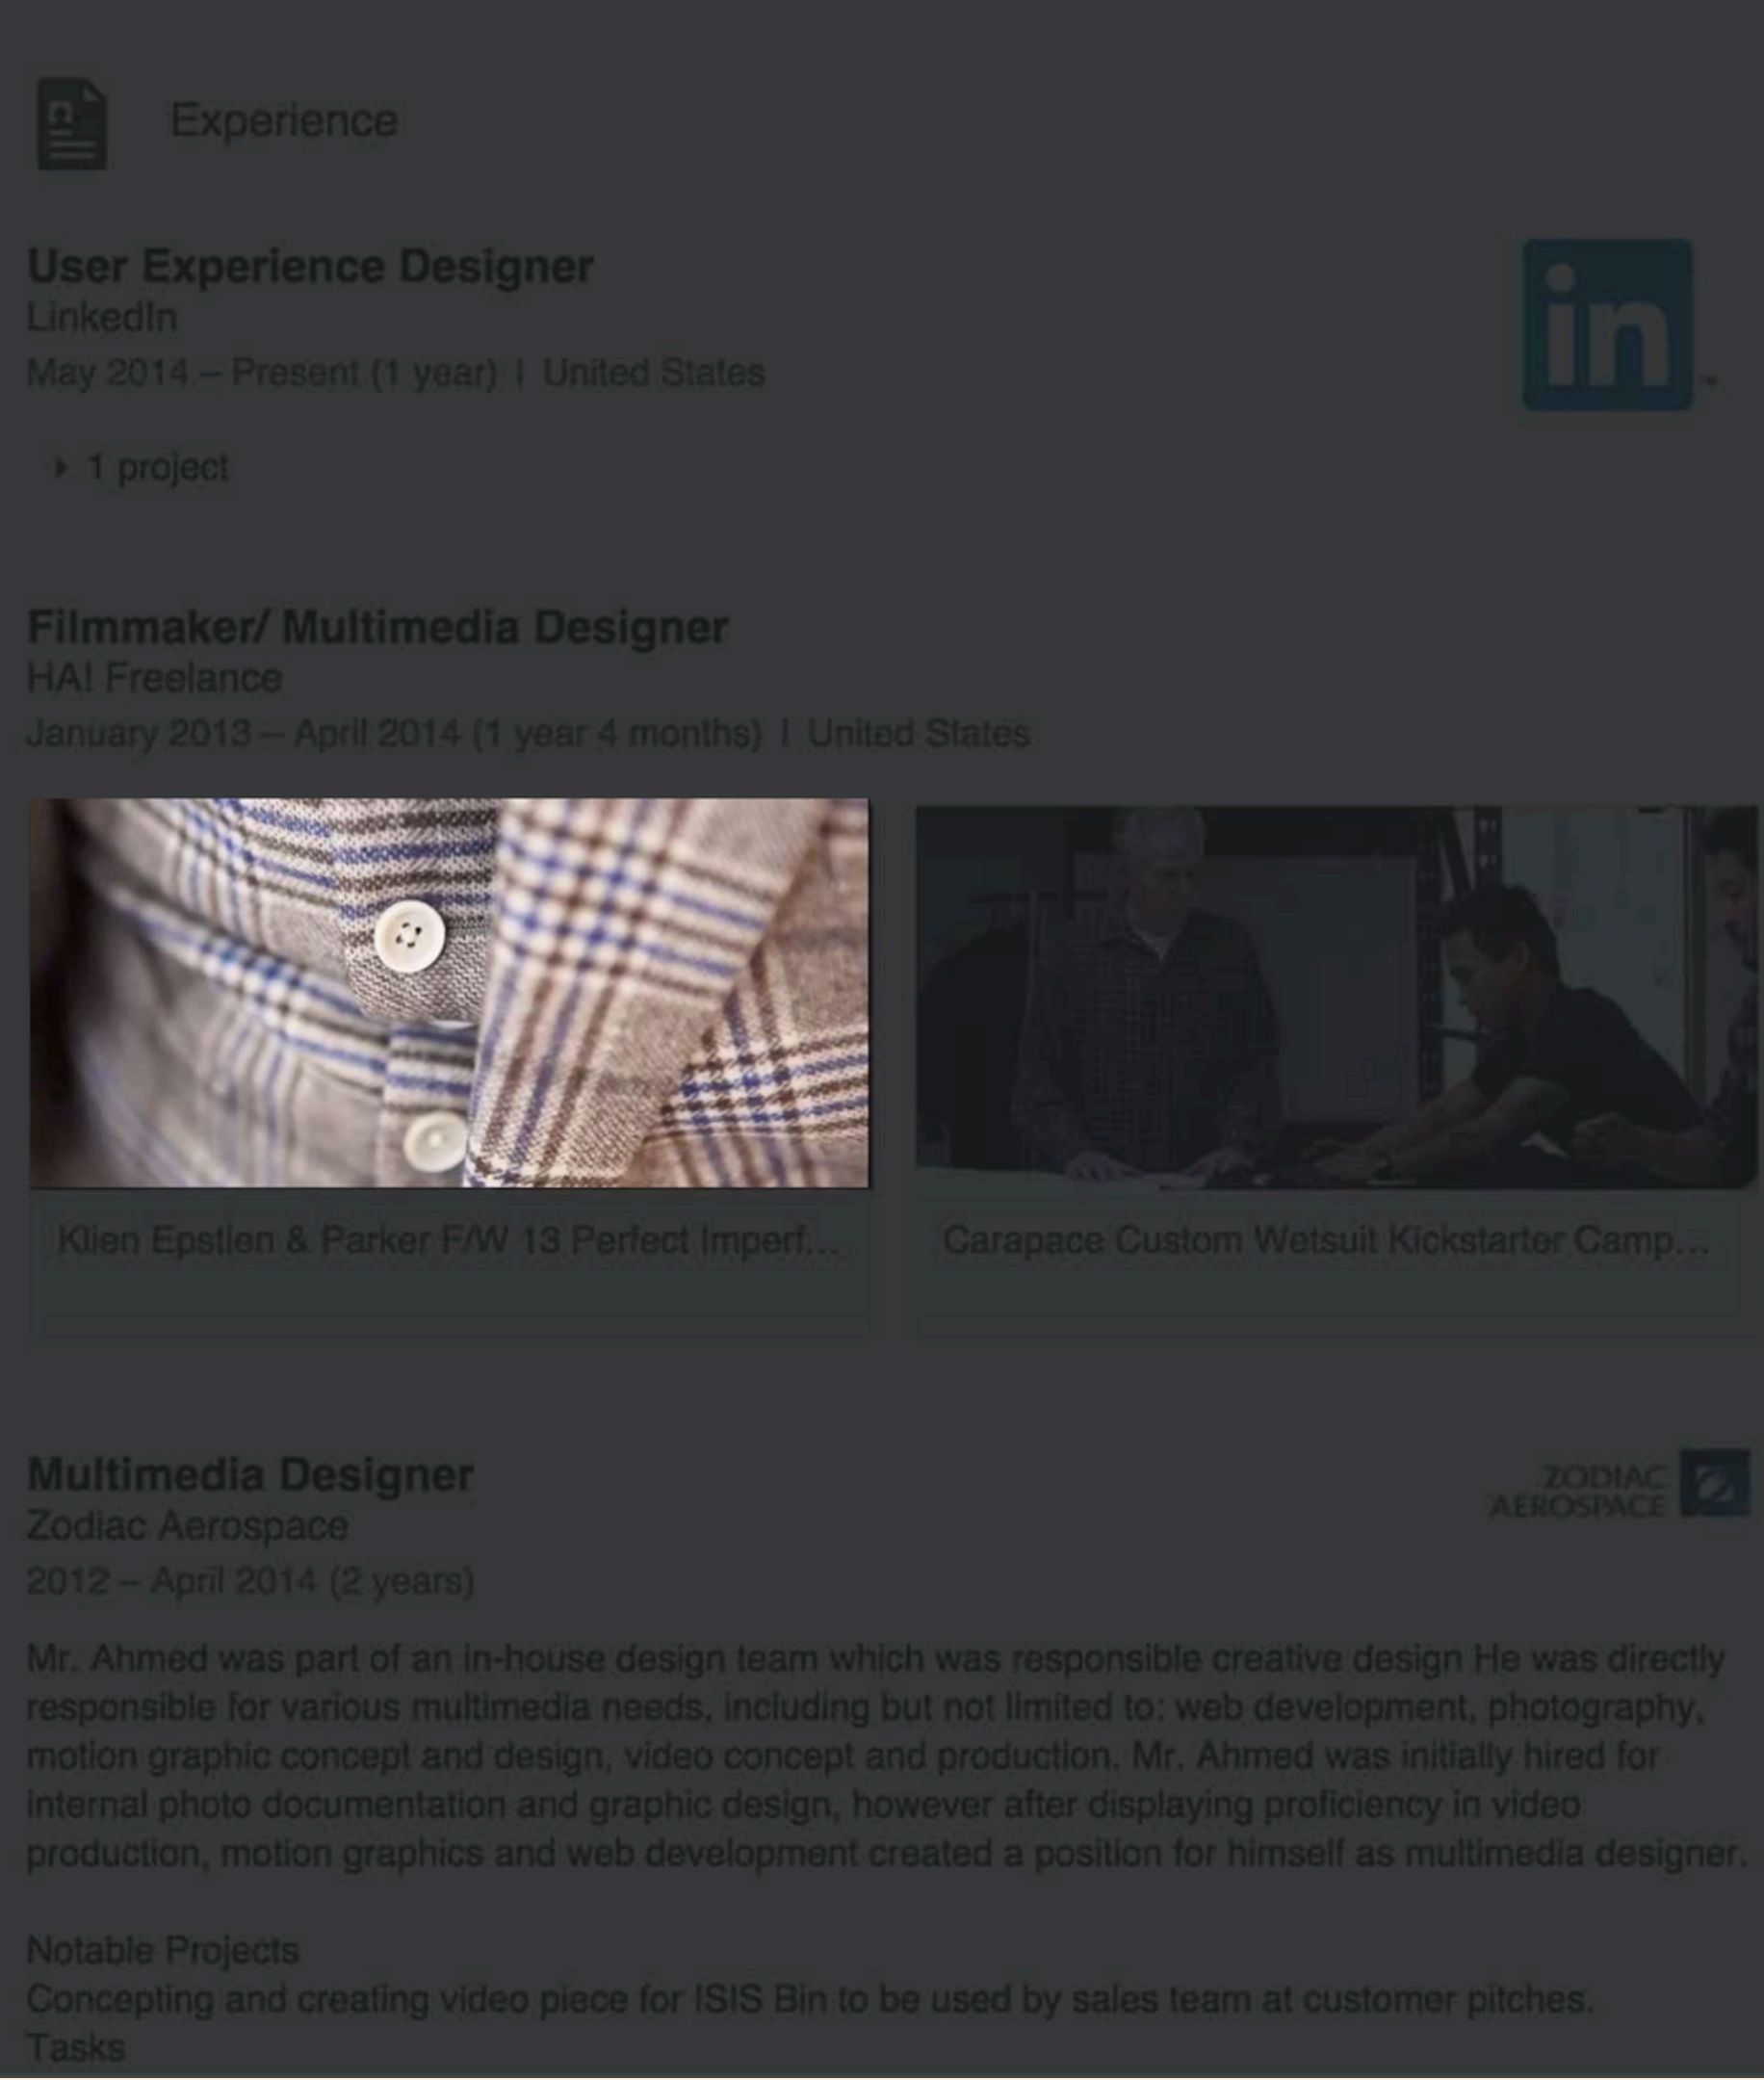 Experience
User Experience Designer
LinkedIn
May 2014 – Present (1 year) | United States
in™
1 project
Filmmaker/ Multimedia Designer
HA! Freelance
January 2013 – April 2014 (1 year 4 months) | United States
Klien Epstien & Parker F/W 13 Perfect Imperf...
Carapace Custom Wetsuit Kickstarter Camp...
Multimedia Designer
Zodiac Aerospace
2012 – April 2014 (2 years)
ZODIAC
AEROSPACE
Mr. Ahmed was part of an in-house design team which was responsible creative design He was directly
responsible for various multimedia needs, including but not limited to: web development, photography,
motion graphic concept and design, video concept and production. Mr. Ahmed was initially hired for
internal photo documentation and graphic design, however after displaying proficiency in video
production, motion graphics and web development created a position for himself as multimedia designer.
Notable Projects
Concepting and creating video piece for ISIS Bin to be used by sales team at customer pitches.
Tasks